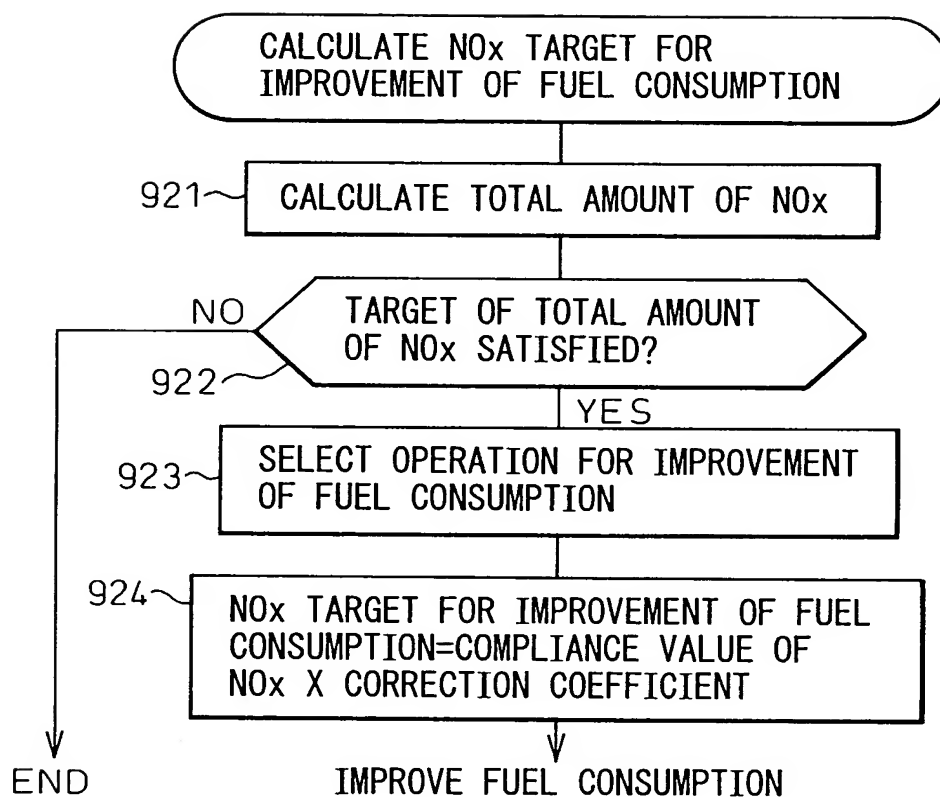 CALCULATE NOx TARGET FOR
IMPROVEMENT OF FUEL CONSUMPTION
921
CALCULATE TOTAL AMOUNT OF NOx
NO
TARGET OF TOTAL AMOUNT
OF NOx SATISFIED?
922
YES
923
SELECT OPERATION FOR IMPROVEMENT
OF FUEL CONSUMPTION
924
NOx TARGET FOR IMPROVEMENT OF FUEL
CONSUMPTION=COMPLIANCE VALUE OF
NOx X CORRECTION COEFFICIENT
END
IMPROVE FUEL CONSUMPTION